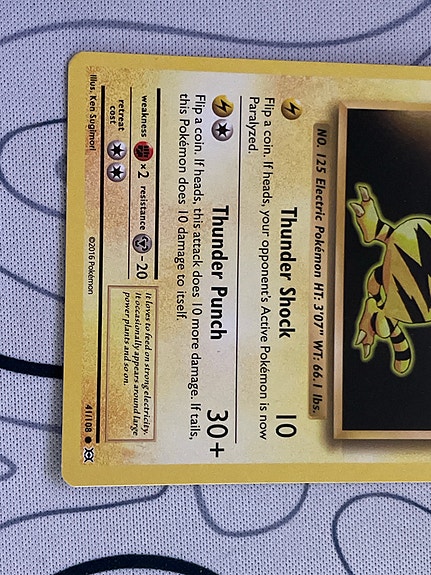 NO. 125 Electric Pokémon HT: 3'07" WT: 66.1 lbs.
Thunder Shock 10
Flip a coin. If heads, your opponent's Active Pokémon is now
Paralyzed.
Thunder Punch 30+
Flip a coin. If heads, this attack does 10 more damage. If tails,
this Pokémon does 10 damage to itself.
weakness ×2 resistance -20
retreat
cost
It loves to feed on strong electricity.
It occasionally appears around large
power plants and so on.
Illus. Ken Sugimori ©2016 Pokémon 41/108